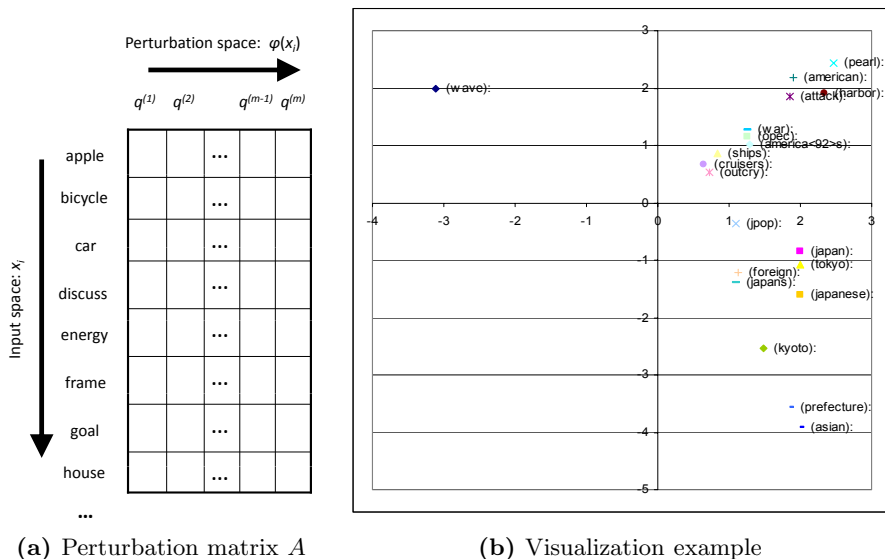 Perturbation space: φ(x_i)
q^(1) q^(2) q^(m-1) q^(m)
Input space: x_i
apple ...
bicycle ...
car ...
discuss ...
energy ...
frame ...
goal ...
house ...
...
(a) Perturbation matrix A
3
(pearl):
(american):
2
(wave):
(attack):
(harbor):
(war):
(opec):
1
(america<92>s):
(ships):
(cruisers):
(outcry):
0
-4 -3 -2 -1 0 1 2 3
(jpop):
(japan):
-1
(tokyo):
(foreign):
(japans):
(japanese):
-2
(kyoto):
-3
(prefecture):
(asian):
-4
-5
(b) Visualization example